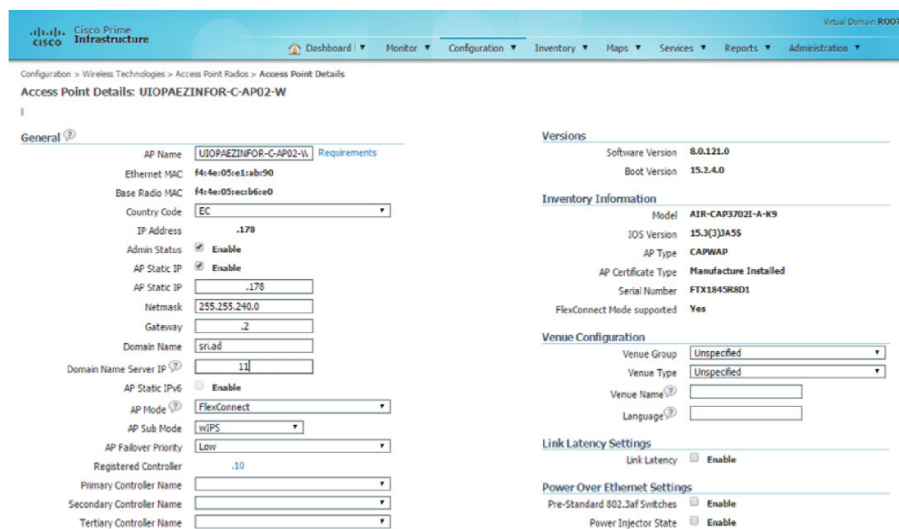 Virtual Domain ROOT
Cisco Prime
CISCO Infrastructure
Dashboard Monitor Configuration Inventory Maps Services Reports Administration
Configuration > Wireless Technologies > Access Point Radios > Access Point Details
Access Point Details: UIOPAEZINFOR-C-AP02-W
General
AP Name UIOPAEZINFOR-C-AP02-W Requirements
Ethernet MAC f4:4e:05:e1:ab:90
Base Radio MAC f4:4e:05:ec:b6:e0
Country Code EC
IP Address .178
Admin Status Enable
AP Static IP Enable
AP Static IP .178
Netmask 255.255.240.0
Gateway .2
Domain Name sri.ad
Domain Name Server IP 11
AP Static IPv6 Enable
AP Mode FlexConnect
AP Sub Mode wIPS
AP Failover Priority Low
Registered Controller .10
Primary Controller Name
Secondary Controller Name
Tertiary Controller Name
Versions
Software Version 8.0.121.0
Boot Version 15.2.4.0
Inventory Information
Model AIR-CAP3702I-A-K9
IOS Version 15.3(3)JA5$
AP Type CAPWAP
AP Certificate Type Manufacture Installed
Serial Number FTX1845R8D1
FlexConnect Mode supported Yes
Venue Configuration
Venue Group Unspecified
Venue Type Unspecified
Venue Name
Language
Link Latency Settings
Link Latency Enable
Power Over Ethernet Settings
Pre-Standard 802.3af Switches Enable
Power Injector State Enable